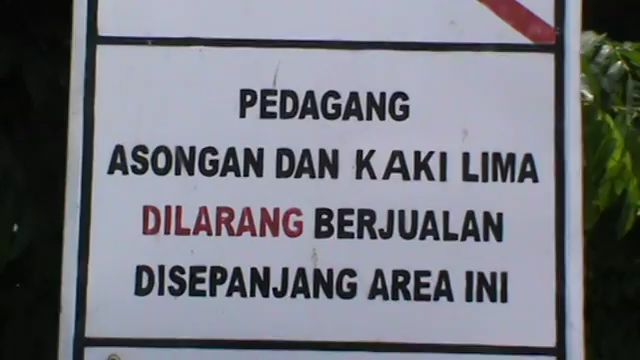 PEDAGANG
ASONGAN DAN KAKI LIMA
DILARANG BERJUALAN
DISEPANJANG AREA INI